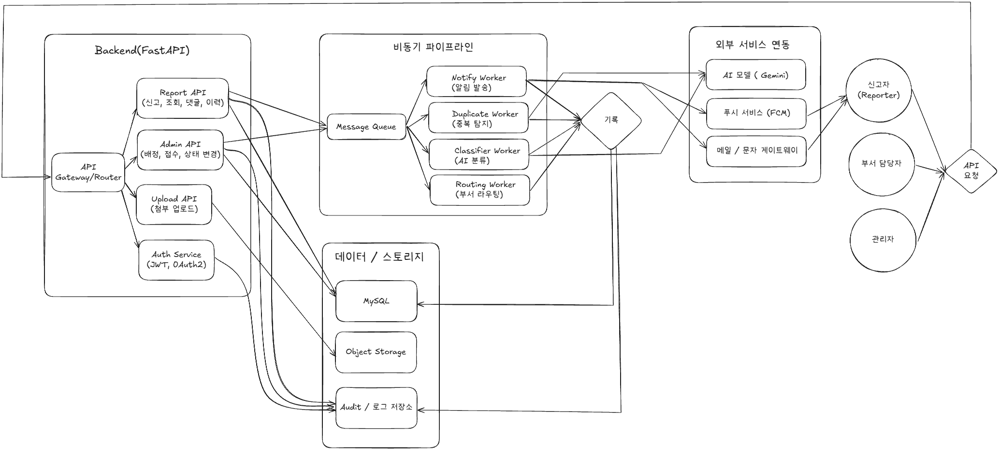 Backend(FastAPI)
Report API
(신고, 조회, 댓글, 이력)
Admin API
(배정, 접수, 상태 변경)
API
Gateway/Router
Upload API
(첨부 업로드)
Auth Service
(JWT, OAuth2)
비동기 파이프라인
Message Queue
Notify Worker
(알림 발송)
Duplicate Worker
(중복 탐지)
Classifier Worker
(AI 분류)
Routing Worker
(부서 라우팅)
기록
데이터 / 스토리지
MySQL
Object Storage
Audit / 로그 저장소
외부 서비스 연동
AI 모델 ( Gemini)
푸시 서비스 (FCM)
메일 / 문자 게이트웨이
신고자
(Reporter)
부서 담당자
관리자
API
요청